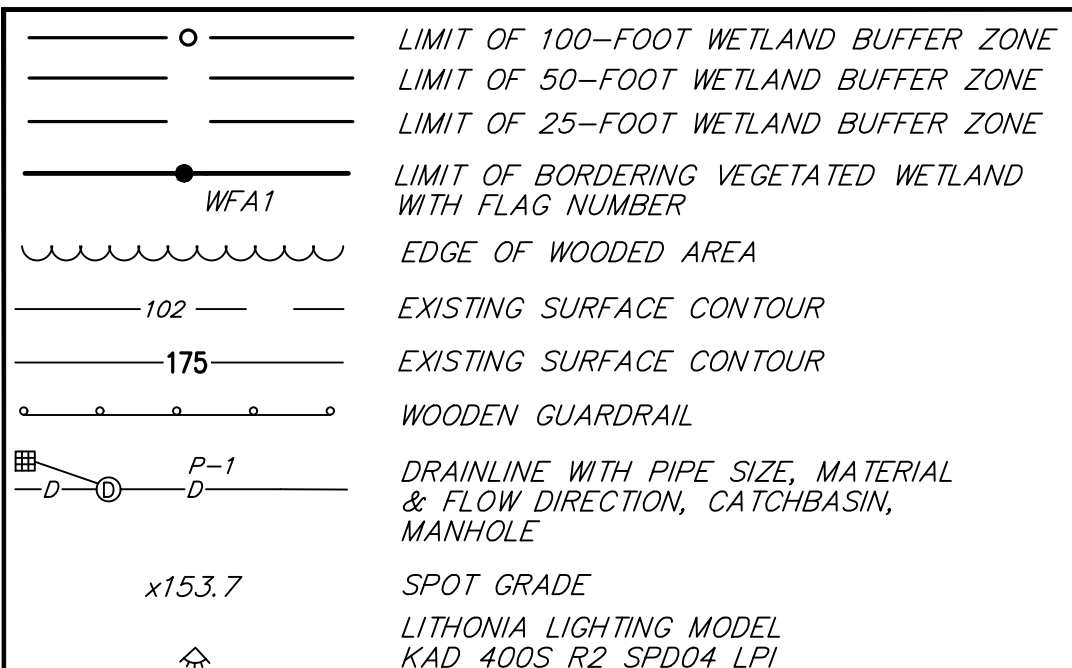 LIMIT OF 100-FOOT WETLAND BUFFER ZONE
LIMIT OF 50-FOOT WETLAND BUFFER ZONE
LIMIT OF 25-FOOT WETLAND BUFFER ZONE
WFA1
LIMIT OF BORDERING VEGETATED WETLAND
WITH FLAG NUMBER
EDGE OF WOODED AREA
102 EXISTING SURFACE CONTOUR
175 EXISTING SURFACE CONTOUR
WOODEN GUARDRAIL
P-1
D D D
DRAINLINE WITH PIPE SIZE, MATERIAL
& FLOW DIRECTION, CATCHBASIN,
MANHOLE
x153.7 SPOT GRADE
LITHONIA LIGHTING MODEL
KAD 400S R2 SPD04 LPI